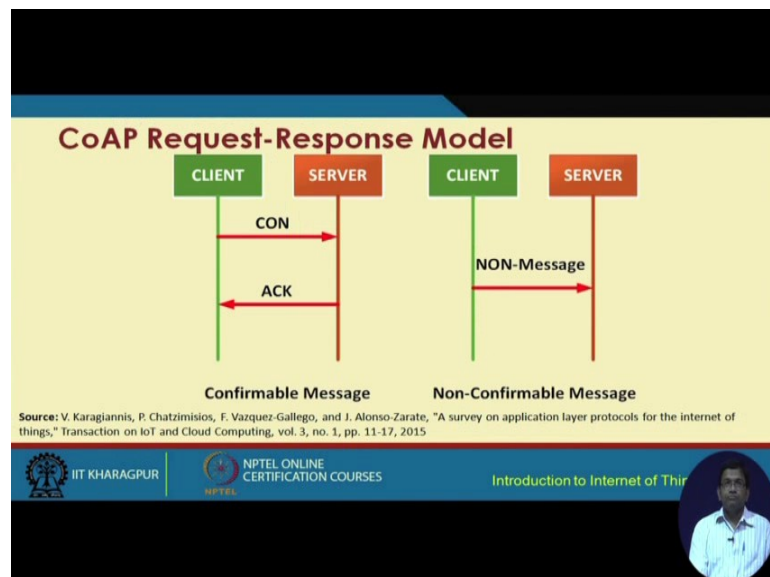 CoAP Request-Response Model
CLIENT SERVER CLIENT SERVER
CON
NON-Message
ACK
Confirmable Message Non-Confirmable Message
Source: V. Karagiannis, P. Chatzimisios, F. Vazquez-Gallego, and J. Alonso-Zarate, "A survey on application layer protocols for the internet of
things," Transaction on IoT and Cloud Computing, vol. 3, no. 1, pp. 11-17, 2015
IIT KHARAGPUR
NPTEL
NPTEL ONLINE
CERTIFICATION COURSES
Introduction to Internet of Thin